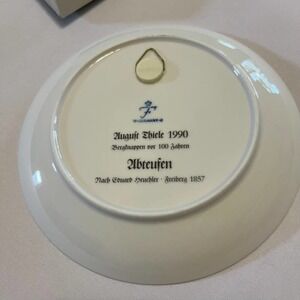 August Thiele 1990
Bergknappen vor 100 Jahren
Abteufen
Nach Eduard Heuchler · Freiberg 1857